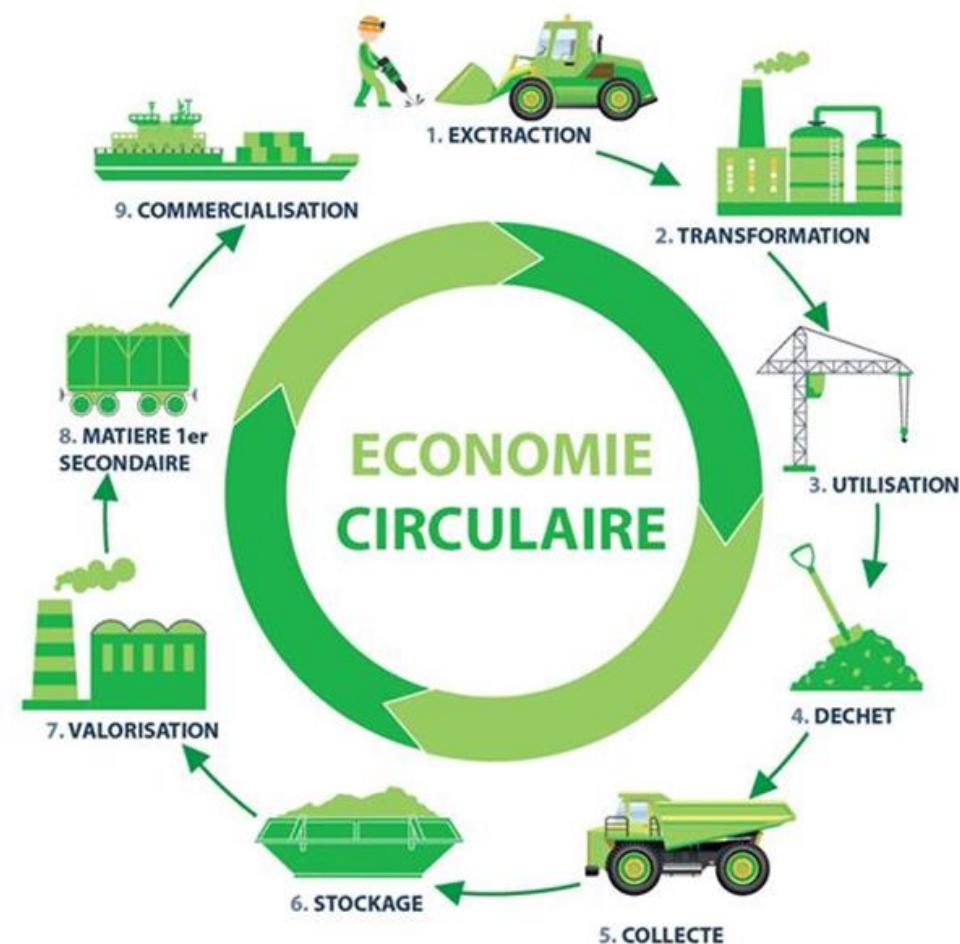 1. EXCTRACTION
2. TRANSFORMATION
3. UTILISATION
4. DECHET
5. COLLECTE
6. STOCKAGE
7. VALORISATION
8. MATIERE 1er
SECONDAIRE
9. COMMERCIALISATION
ECONOMIE
CIRCULAIRE